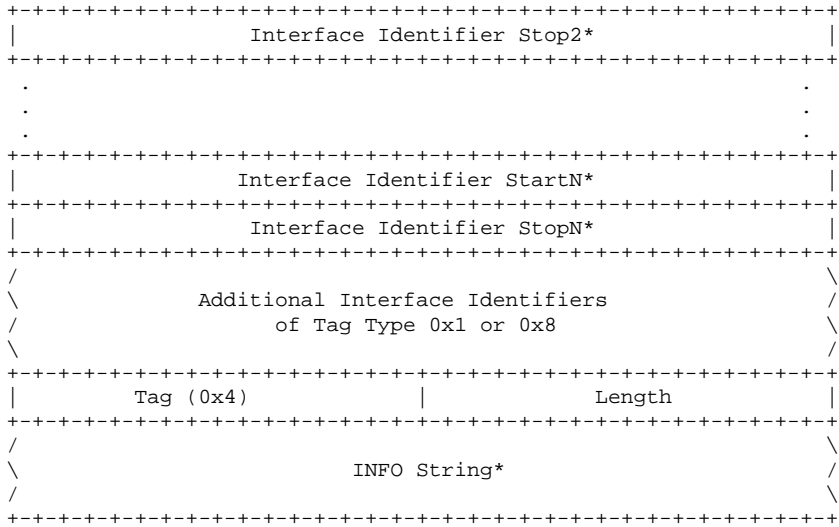 +-+-+-+-+-+-+-+-+-+-+-+-+-+-+-+-+-+-+-+-+-+-+-+-+-+-+-+-+-+-+-+-+
| Interface Identifier Stop2* |
+-+-+-+-+-+-+-+-+-+-+-+-+-+-+-+-+-+-+-+-+-+-+-+-+-+-+-+-+-+-+-+-+
. .
. .
. .
+-+-+-+-+-+-+-+-+-+-+-+-+-+-+-+-+-+-+-+-+-+-+-+-+-+-+-+-+-+-+-+-+
| Interface Identifier StartN* |
+-+-+-+-+-+-+-+-+-+-+-+-+-+-+-+-+-+-+-+-+-+-+-+-+-+-+-+-+-+-+-+-+
| Interface Identifier StopN* |
+-+-+-+-+-+-+-+-+-+-+-+-+-+-+-+-+-+-+-+-+-+-+-+-+-+-+-+-+-+-+-+-+
/ \
\ Additional Interface Identifiers /
/ of Tag Type 0x1 or 0x8 \
\ /
+-+-+-+-+-+-+-+-+-+-+-+-+-+-+-+-+-+-+-+-+-+-+-+-+-+-+-+-+-+-+-+-+
| Tag (0x4) | Length |
+-+-+-+-+-+-+-+-+-+-+-+-+-+-+-+-+-+-+-+-+-+-+-+-+-+-+-+-+-+-+-+-+
/ \
\ INFO String* /
/ \
+-+-+-+-+-+-+-+-+-+-+-+-+-+-+-+-+-+-+-+-+-+-+-+-+-+-+-+-+-+-+-+-+